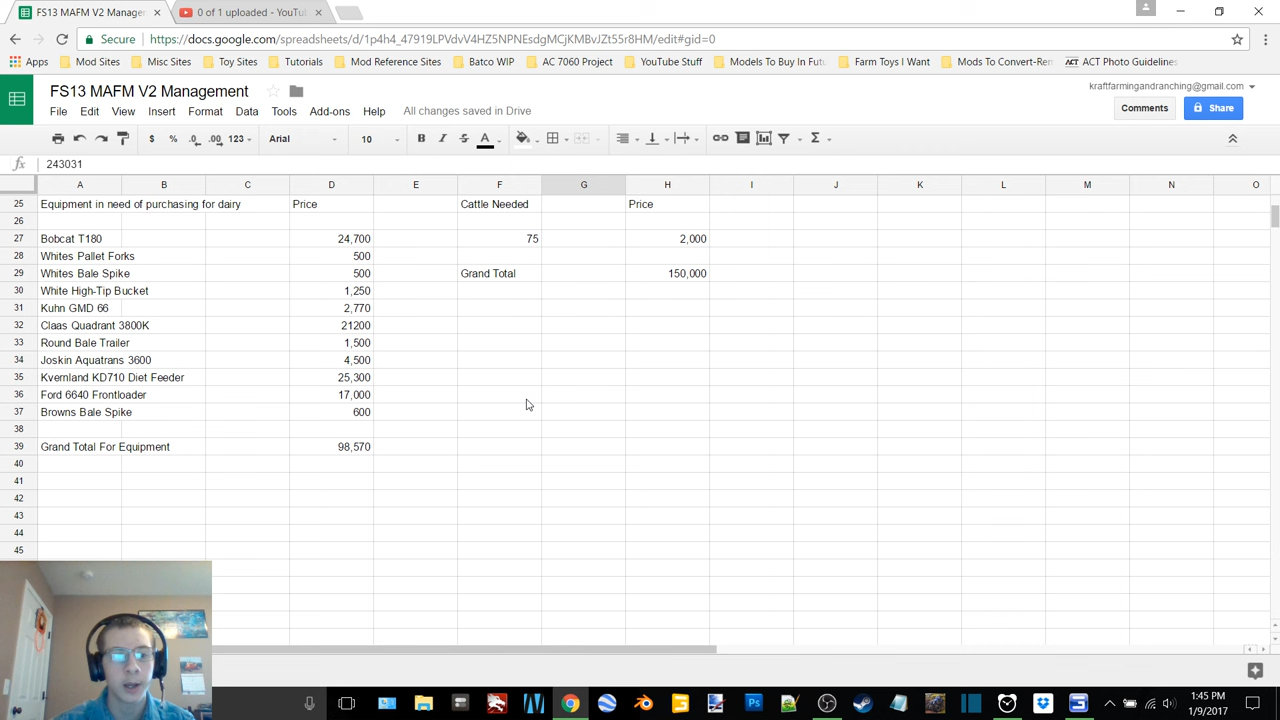 FS13 MAFM V2 Manage
0 of 1 uploaded - YouTu
Secure
https://docs.google.com/spreadsheets/d/1p4h4_47919LPVdvV4HZ5NPNEsdgMCjKMBvJZt55r8HM/edit#gid=0
Apps Mod Sites Misc Sites Toy Sites Tutorials Mod Reference Sites Batco WIP AC 7060 Project YouTube Stuff Models To Buy In Futu Farm Toys I Want Mods To Convert-Ren ACT Photo Guidelines
FS13 MAFM V2 Management
kraftfarmingandranching@gmail.com
File Edit View Insert Format Data Tools Add-ons Help All changes saved in Drive
Comments Share
$ % .0 .00 123 Arial 10 B I S A Σ
fx 243031
A B C D E F G H I J K L M N O
25 Equipment in need of purchasing for dairy Price Cattle Needed Price
26
27 Bobcat T180 24,700 75 2,000
28 Whites Pallet Forks 500
29 Whites Bale Spike 500 Grand Total 150,000
30 White High-Tip Bucket 1,250
31 Kuhn GMD 66 2,770
32 Claas Quadrant 3800K 21200
33 Round Bale Trailer 1,500
34 Joskin Aquatrans 3600 4,500
35 Kvernland KD710 Diet Feeder 25,300
36 Ford 6640 Frontloader 17,000
37 Browns Bale Spike 600
38
39 Grand Total For Equipment 98,570
40
41
42
43
44
45
1:45 PM
1/9/2017